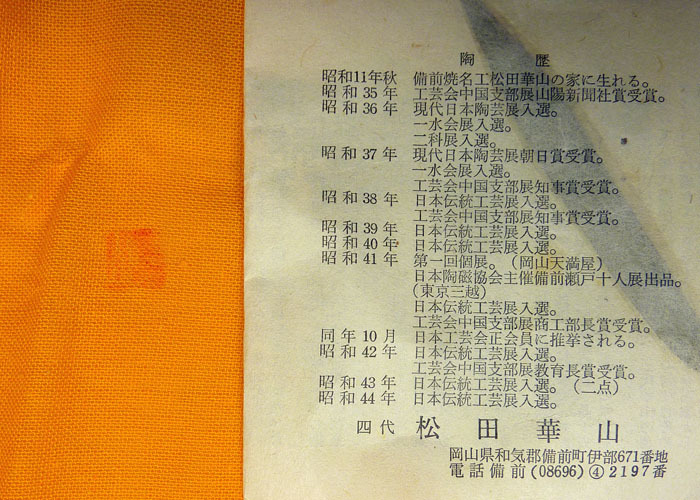 陶歴
昭和11年秋 備前焼名工松田華山の家に生れる。
昭和35年 工芸会中国支部展山陽新聞社賞受賞。
昭和36年 現代日本陶芸展入選。
一水会展入選。
二科展入選。
昭和37年 現代日本陶芸展朝日賞受賞。
一水会展入選。
工芸会中国支部展知事賞受賞。
昭和38年 日本伝統工芸展入選。
工芸会中国支部展知事賞受賞。
昭和39年 日本伝統工芸展入選。
昭和40年 日本伝統工芸展入選。
昭和41年 第一回個展。(岡山天満屋)
日本陶磁協会主催備前瀬戸十人展出品。
(東京三越)
日本伝統工芸展入選。
工芸会中国支部展商工部長賞受賞。
同年10月 日本工芸会正会員に推挙される。
昭和42年 日本伝統工芸展入選。
工芸会中国支部展教育長賞受賞。
昭和43年 日本伝統工芸展入選。(二点)
昭和44年 日本伝統工芸展入選。
四代 松田華山
岡山県和気郡備前町伊部671番地
電話備前(08696)④2197番